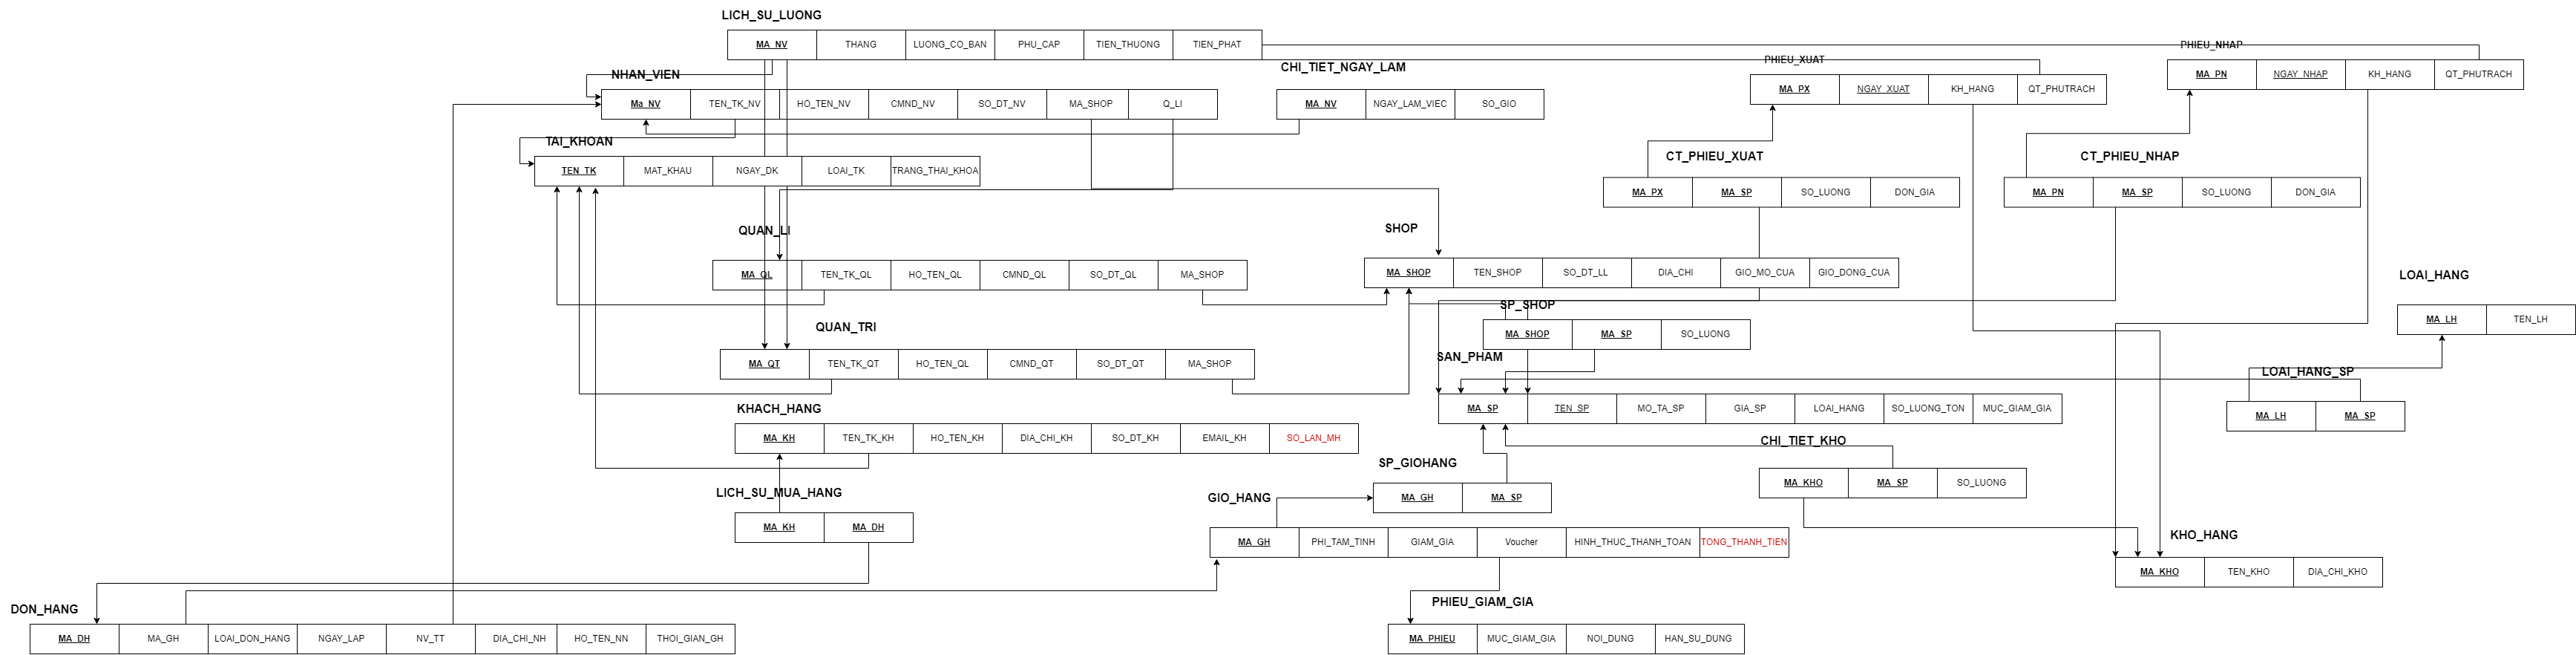 LICH_SU_LUONG
MA_NV THANG LUONG_CO_BAN PHU_CAP TIEN_THUONG TIEN_PHAT
PHIEU_NHAP
MA_PN NGAY_NHAP KH_HANG QT_PHUTRACH
PHIEU_XUAT
MA_PX NGAY_XUAT KH_HANG QT_PHUTRACH
NHAN_VIEN
Ma_NV TEN_TK_NV HO_TEN_NV CMND_NV SO_DT_NV MA_SHOP Q_LI
CHI_TIET_NGAY_LAM
MA_NV NGAY_LAM_VIEC SO_GIO
TAI_KHOAN
TEN_TK MAT_KHAU NGAY_DK LOAI_TK TRANG_THAI_KHOA
CT_PHIEU_XUAT
MA_PX MA_SP SO_LUONG DON_GIA
CT_PHIEU_NHAP
MA_PN MA_SP SO_LUONG DON_GIA
QUAN_LI
MA_QL TEN_TK_QL HO_TEN_QL CMND_QL SO_DT_QL MA_SHOP
SHOP
MA_SHOP TEN_SHOP SO_DT_LL DIA_CHI GIO_MO_CUA GIO_DONG_CUA
LOAI_HANG
MA_LH TEN_LH
SP_SHOP
MA_SHOP MA_SP SO_LUONG
QUAN_TRI
MA_QT TEN_TK_QT HO_TEN_QL CMND_QT SO_DT_QT MA_SHOP
SAN_PHAM
MA_SP TEN_SP MO_TA_SP GIA_SP LOAI_HANG SO_LUONG_TON MUC_GIAM_GIA
LOAI_HANG_SP
MA_LH MA_SP
KHACH_HANG
MA_KH TEN_TK_KH HO_TEN_KH DIA_CHI_KH SO_DT_KH EMAIL_KH SO_LAN_MH
CHI_TIET_KHO
MA_KHO MA_SP SO_LUONG
SP_GIOHANG
MA_GH MA_SP
LICH_SU_MUA_HANG
MA_KH MA_DH
GIO_HANG
MA_GH PHI_TAM_TINH GIAM_GIA Voucher HINH_THUC_THANH_TOAN TONG_THANH_TIEN
KHO_HANG
MA_KHO TEN_KHO DIA_CHI_KHO
DON_HANG
MA_DH MA_GH LOAI_DON_HANG NGAY_LAP NV_TT DIA_CHI_NH HO_TEN_NN THOI_GIAN_GH
PHIEU_GIAM_GIA
MA_PHIEU MUC_GIAM_GIA NOI_DUNG HAN_SU_DUNG